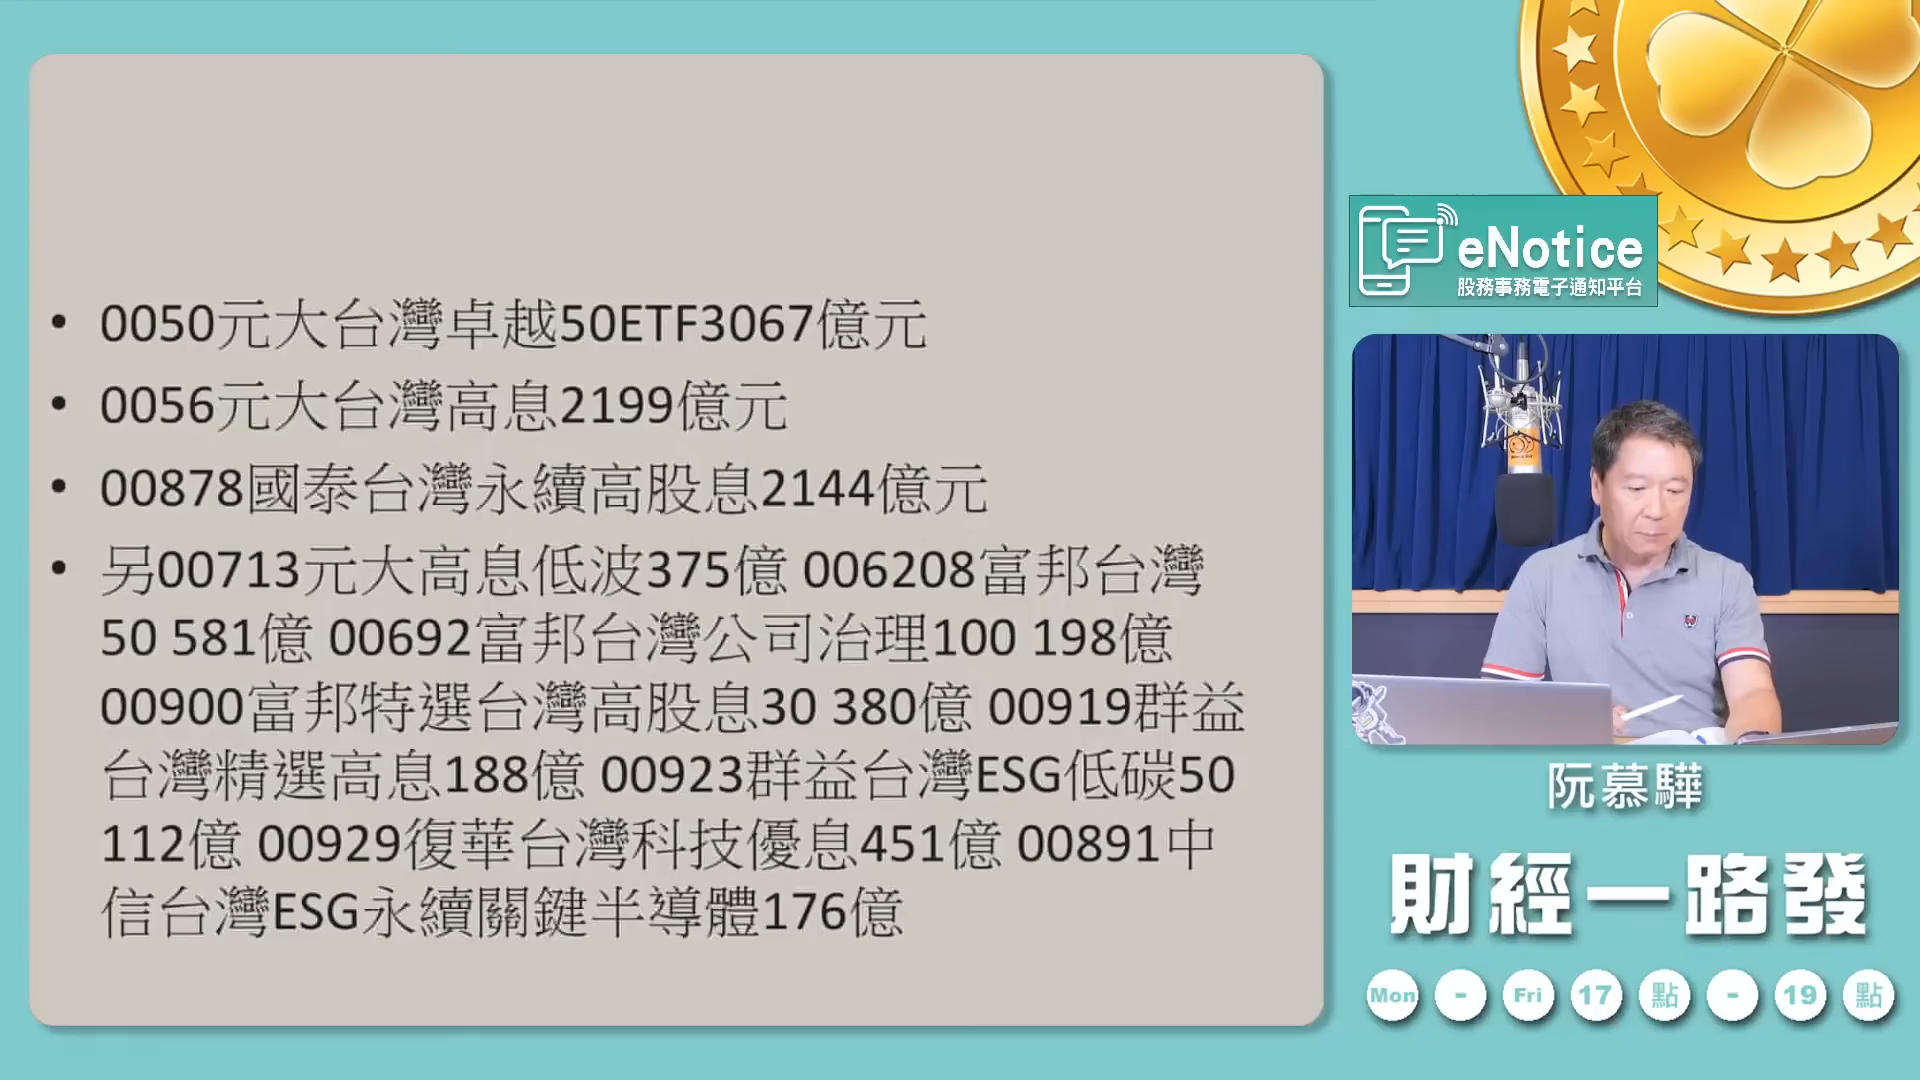 • 0050元大台灣卓越50ETF3067億元
• 0056元大台灣高息2199億元
• 00878國泰台灣永續高股息2144億元
• 另00713元大高息低波375億 006208富邦台灣
50 581億 00692富邦台灣公司治理100 198億
00900富邦特選台灣高股息30 380億 00919群益
台灣精選高息188億 00923群益台灣ESG低碳50
112億 00929復華台灣科技優息451億 00891中
信台灣ESG永續關鍵半導體176億
eNotice
股務事務電子通知平台
阮慕驊
財經一路發
Mon - Fri 17 點 - 19 點